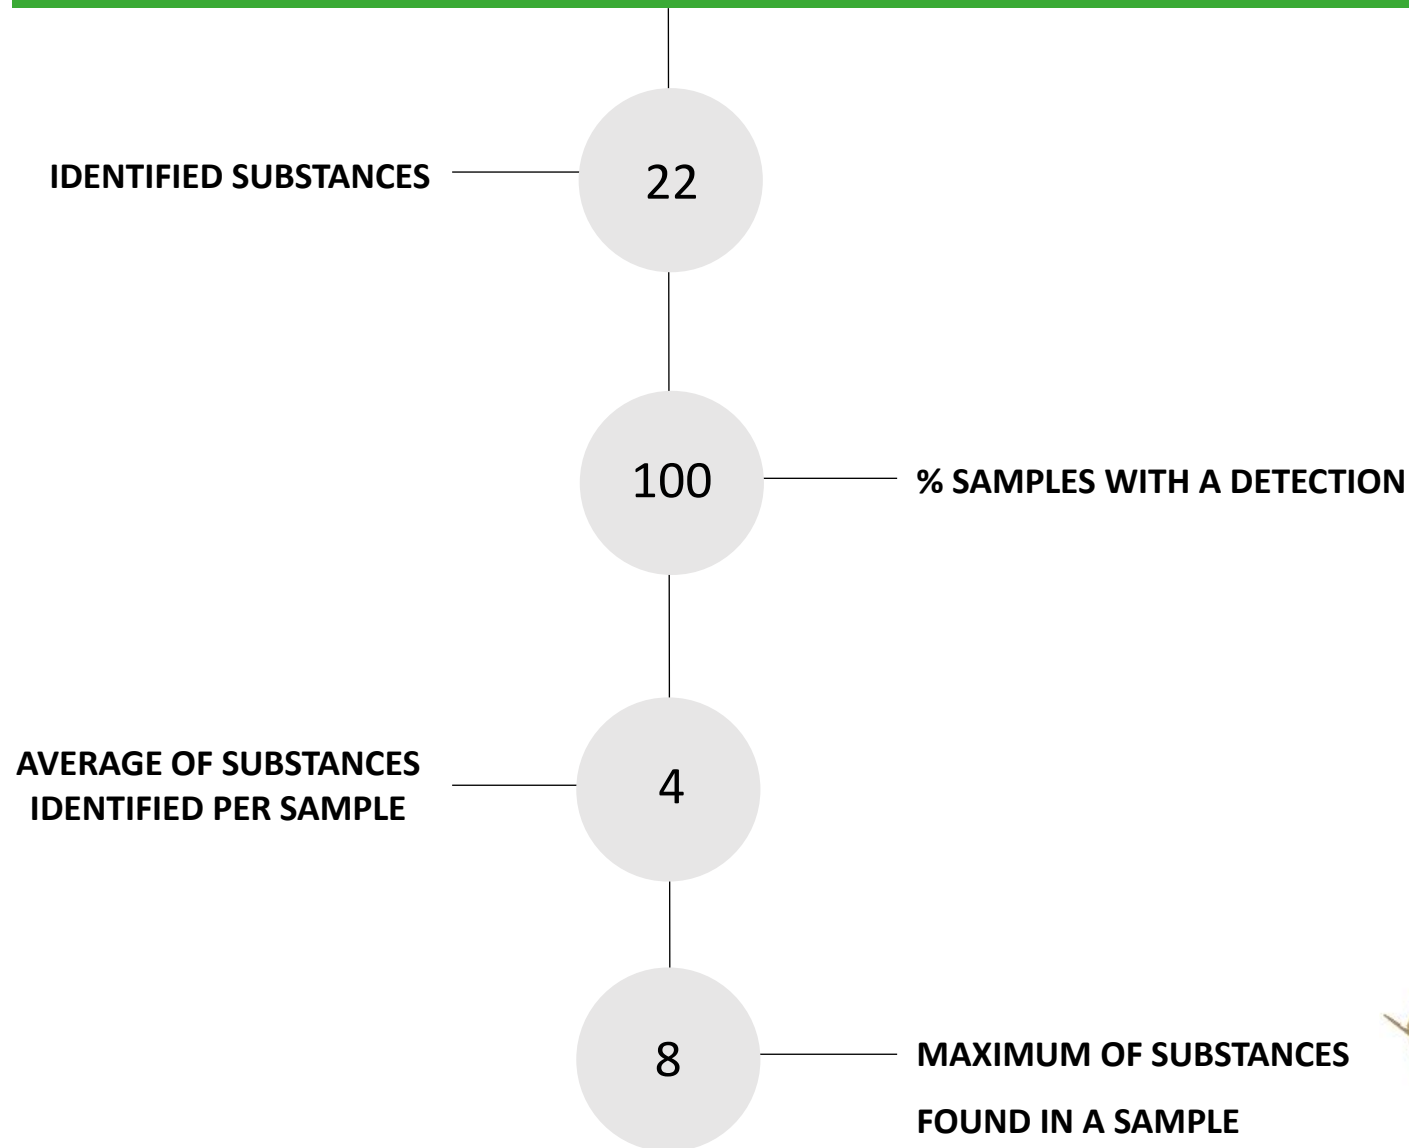 IDENTIFIED SUBSTANCES
22
100
% SAMPLES WITH A DETECTION
AVERAGE OF SUBSTANCES
IDENTIFIED PER SAMPLE
4
8
MAXIMUM OF SUBSTANCES
FOUND IN A SAMPLE